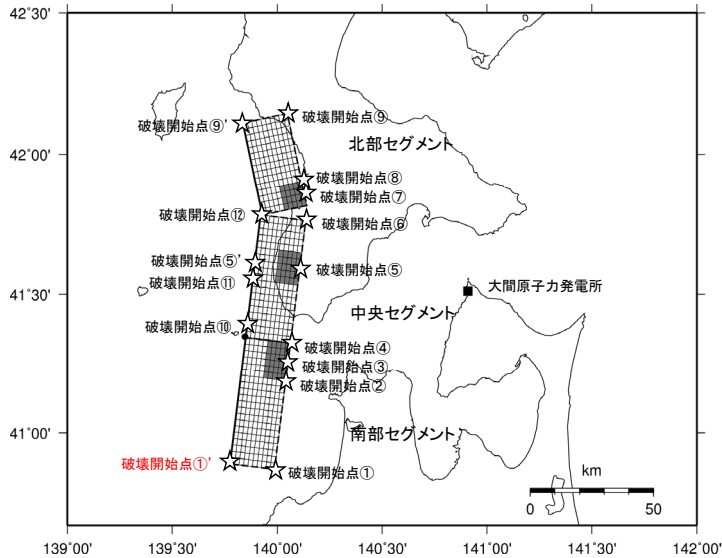 42°30'
破壊開始点⑨'
破壊開始点⑨
北部セグメント
42°00'
破壊開始点⑧
破壊開始点⑦
破壊開始点⑫
破壊開始点⑥
破壊開始点⑤'
破壊開始点⑤
破壊開始点⑪
大間原子力発電所
41°30'
中央セグメント
破壊開始点⑩
破壊開始点④
破壊開始点③
破壊開始点②
41°00'
南部セグメント
破壊開始点①'
破壊開始点①
km
0 50
139°00' 139°30' 140°00' 140°30' 141°00' 141°30' 142°00'